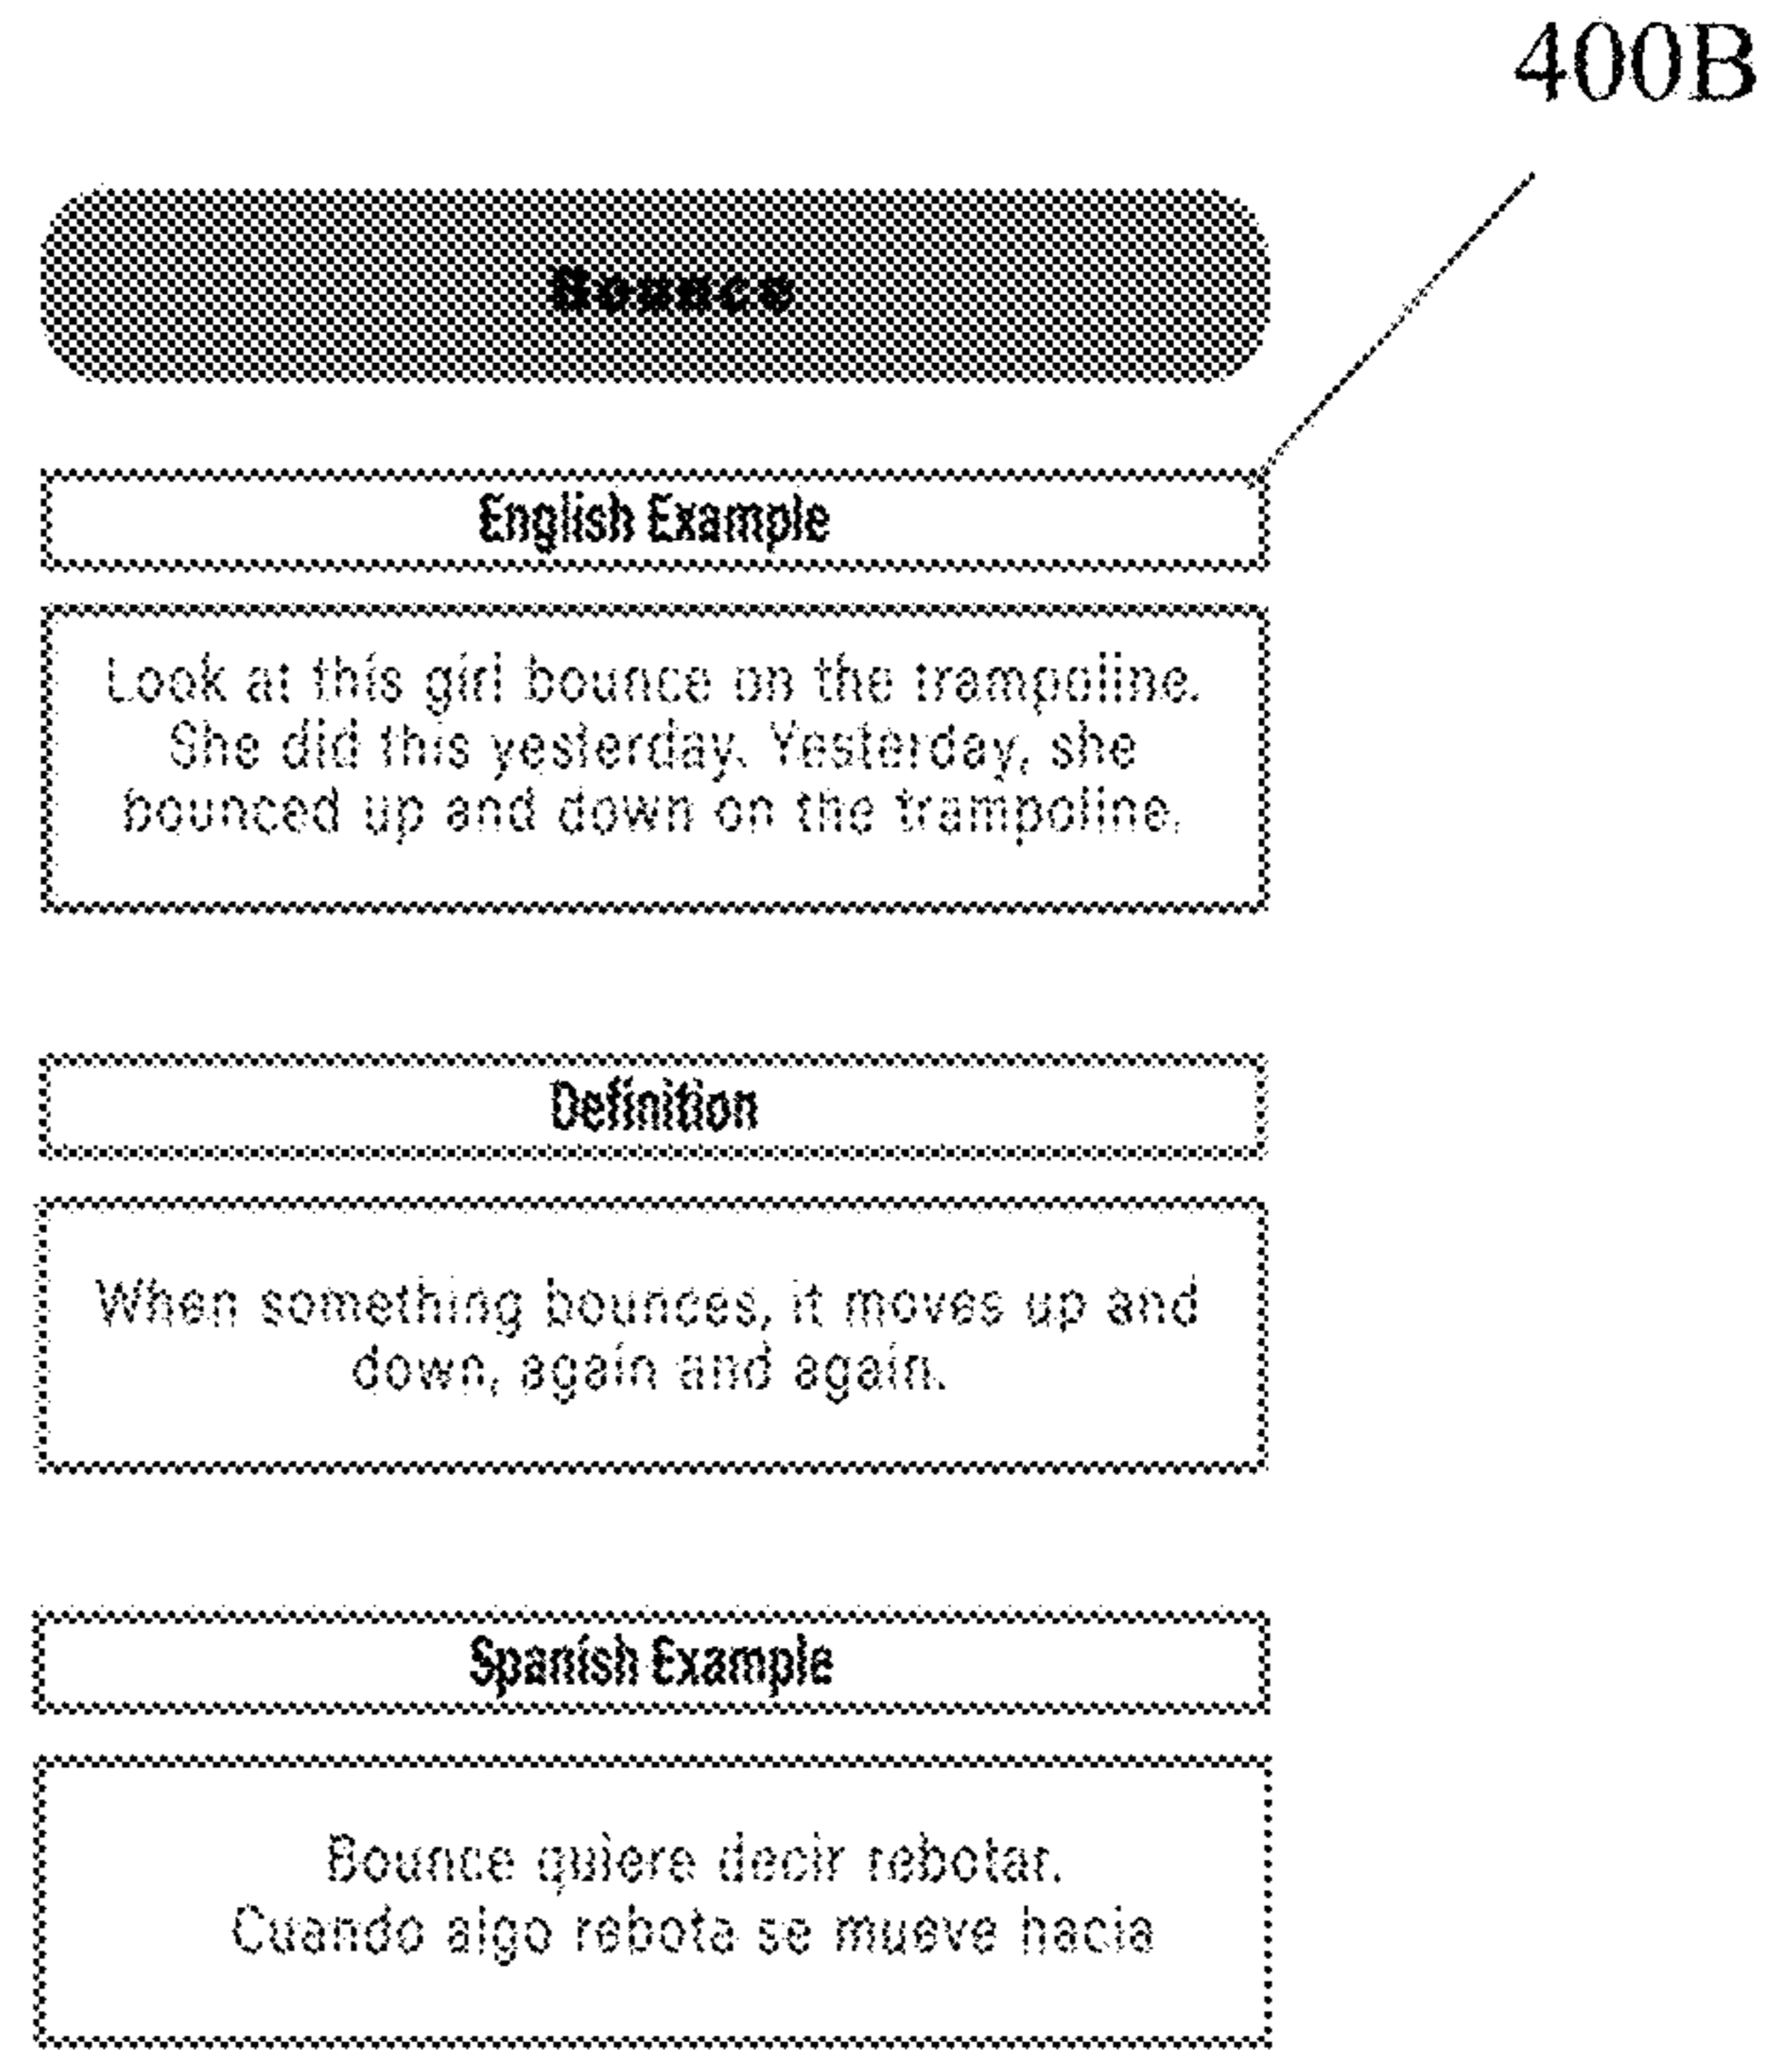 400B
Bounce
English Example
Look at this girl bounce on the trampoline.
She did this yesterday. Yesterday, she
bounced up and down on the trampoline.
Definition
When something bounces, it moves up and
down, again and again.
Spanish Example
Bounce quiere decir rebotar.
Cuando algo rebota se mueve hacia